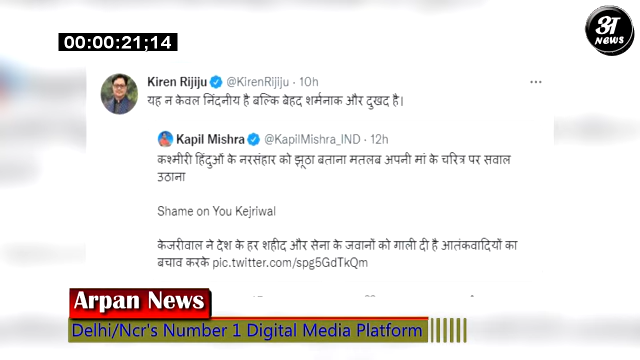 अ
NEWS
00:00:21;14
Kiren Rijiju @KirenRijiju · 10h
यह न केवल निंदनीय है बल्कि बेहद शर्मनाक और दुखद है।
Kapil Mishra @KapilMishra_IND · 12h
कश्मीरी हिंदुओं के नरसंहार को झूठा बताना मतलब अपनी मां के चरित्र पर सवाल
उठाना
Shame on You Kejriwal
केजरीवाल ने देश के हर शहीद और सेना के जवानों को गाली दी है आतंकवादियों का
बचाव करके pic.twitter.com/spg5GdTkQm
Arpan News
Delhi/Ncr's Number 1 Digital Media Platform